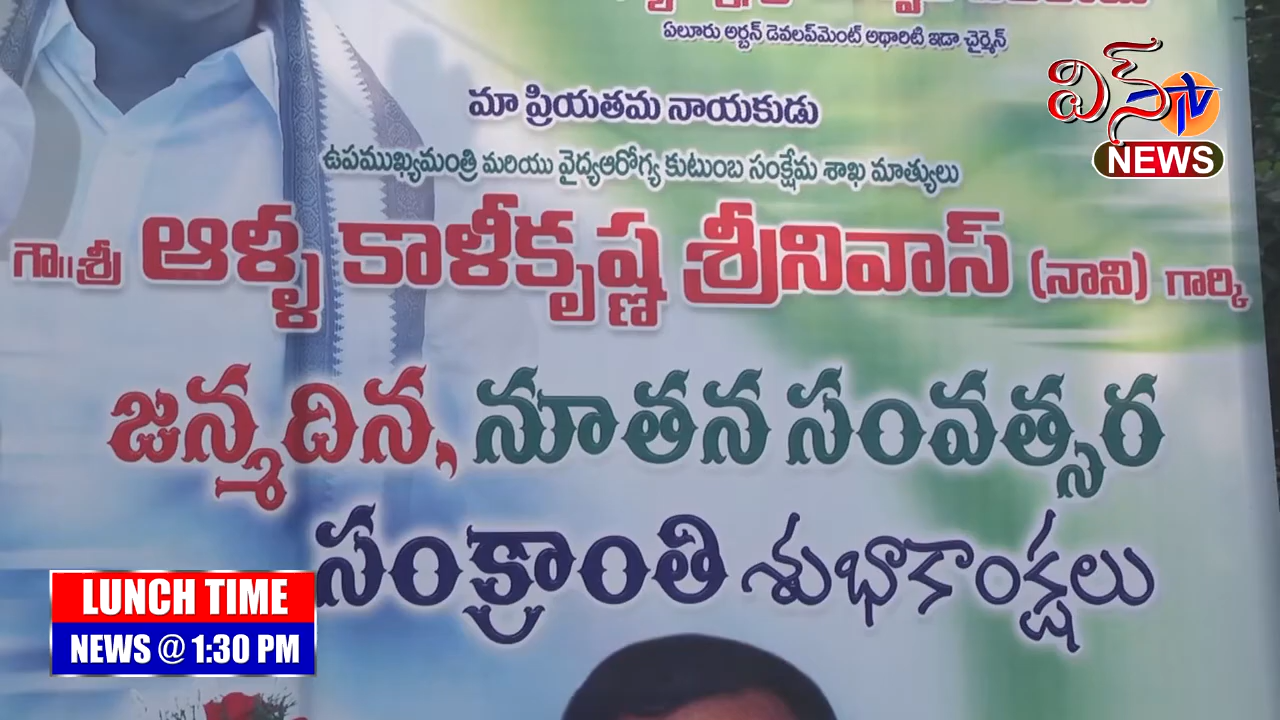 ఏలూరు అర్బన్ డెవలప్‌మెంట్ అథారిటి ఇడా ఛైర్మెన్
మా ప్రియతమ నాయకుడు
ఉపముఖ్యమంత్రి మరియు వైద్యఆరోగ్య కుటుంబ సంక్షేమ శాఖ మాత్యులు
గౌ॥శ్రీ ఆళ్ళ కాళీకృష్ణ శ్రీనివాస్ (నాని) గార్కి
జన్మదిన, నూతన సంవత్సర
సంక్రాంతి శుభాకాంక్షలు
విన్ TV
NEWS
LUNCH TIME
NEWS @ 1:30 PM